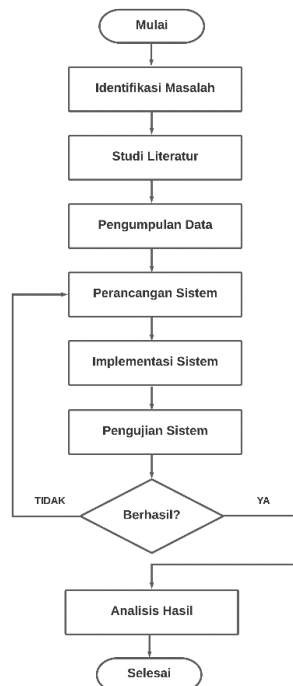 Mulai
Identifikasi Masalah
Studi Literatur
Pengumpulan Data
Perancangan Sistem
Implementasi Sistem
Pengujian Sistem
TIDAK
YA
Berhasil?
Analisis Hasil
Selesai